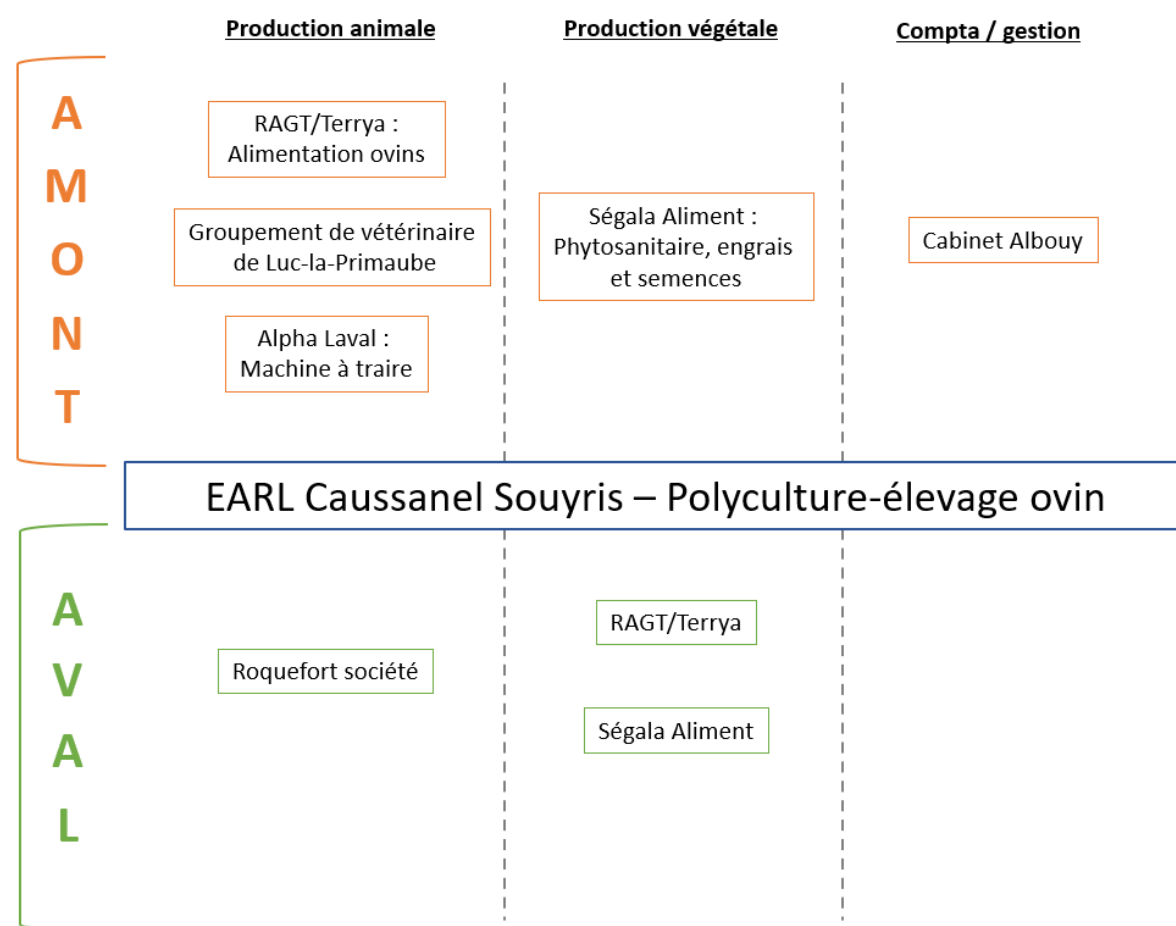 Production animale
Production végétale
Compta / gestion
A
M
O
N
T
RAGT/Terrya :
Alimentation ovins
Groupement de vétérinaire
de Luc-la-Primaube
Alpha Laval :
Machine à traire
Ségala Aliment :
Phytosanitaire, engrais
et semences
Cabinet Albouy
EARL Caussanel Souyris – Polyculture-élevage ovin
A
V
A
L
Roquefort société
RAGT/Terrya
Ségala Aliment